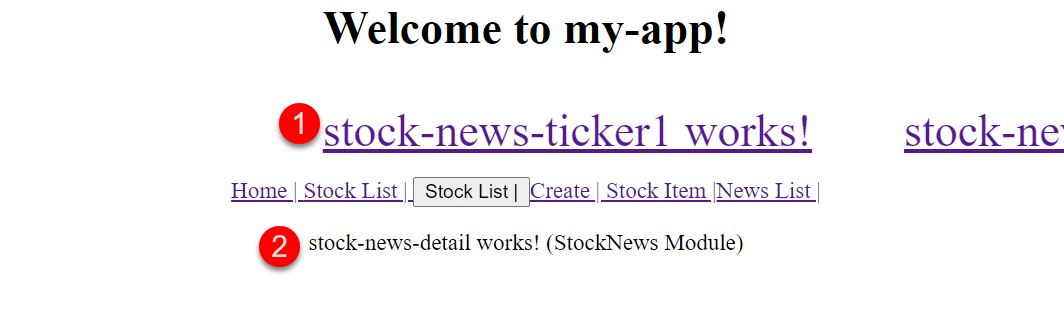 Welcome to my-app!
1 stock-news-ticker1 works! stock-ne
Home | Stock List | Stock List | Create | Stock Item |News List |
2 stock-news-detail works! (StockNews Module)